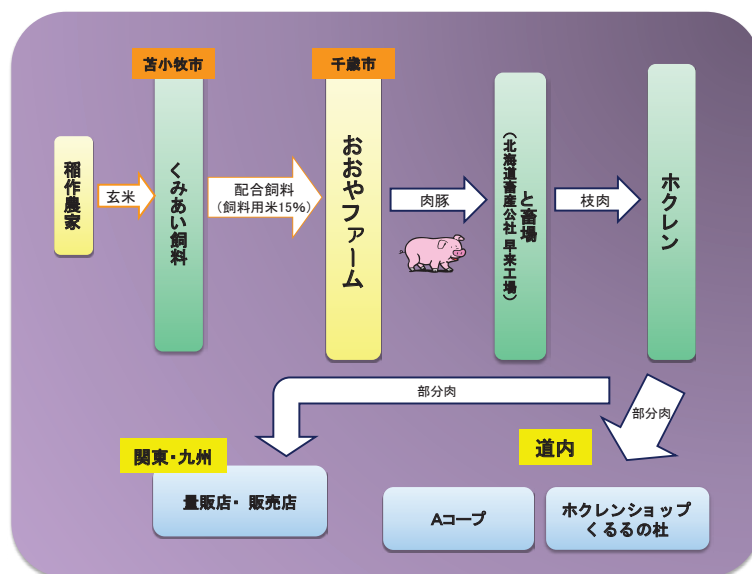 苫小牧市
千歳市
稲作農家
玄米
くみあい飼料
配合飼料
（飼料用米15％）
おおやファーム
肉豚
と畜場
（北海道畜産公社 早来工場）
枝肉
ホクレン
部分肉
部分肉
関東・九州
道内
量販店・ 販売店
Aコープ
ホクレンショップ
くるるの杜